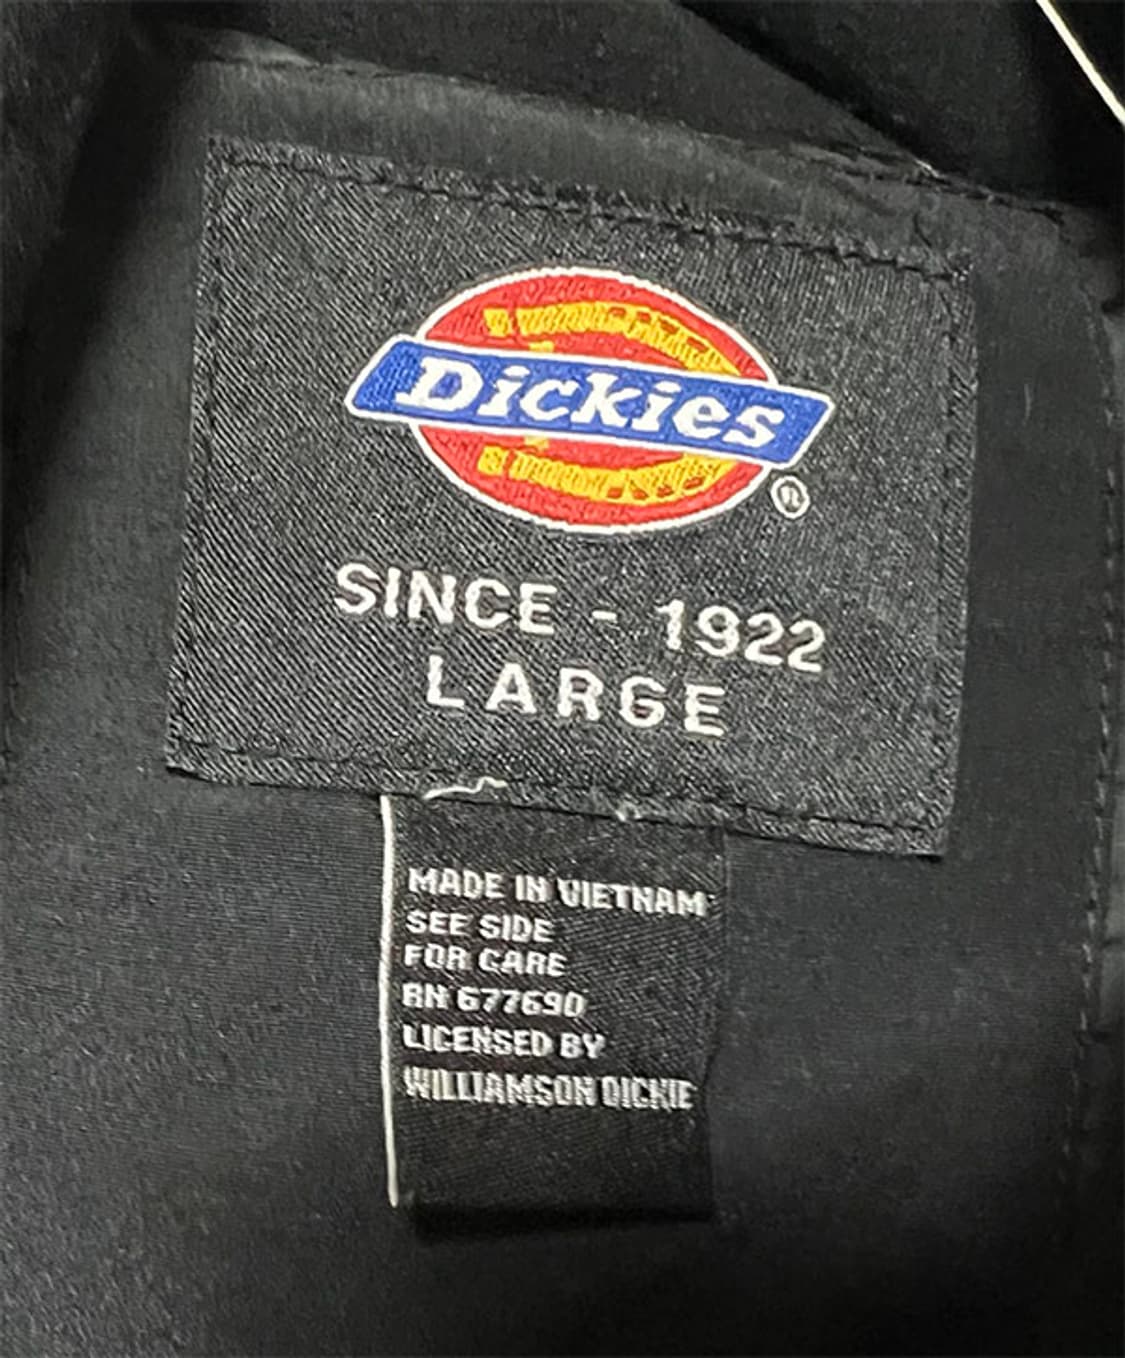 Dickies
®
SINCE - 1922
LARGE
MADE IN VIETNAM
SEE SIDE
FOR CARE
RN 677690
LICENSED BY
WILLIAMSON DICKIE